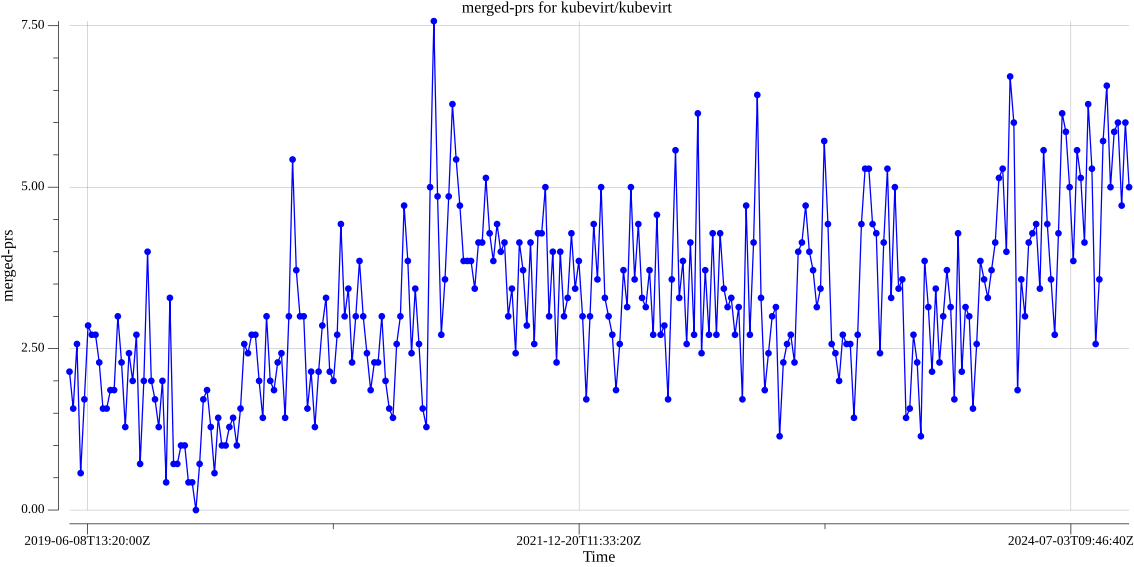 merged-prs for kubevirt/kubevirt
7.50
5.00
2.50
0.00
merged-prs
2019-06-08T13:20:00Z
2021-12-20T11:33:20Z
2024-07-03T09:46:40Z
Time